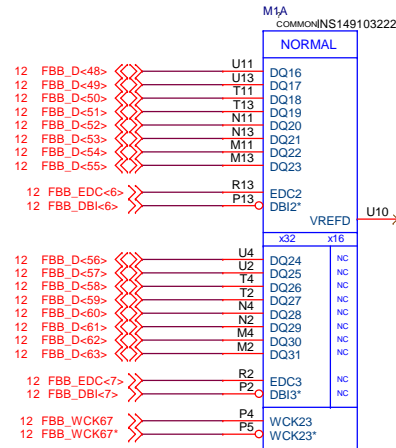 M1A
COMMON INS149103222
NORMAL
12 FBB_D<48> U11 DQ16
12 FBB_D<49> U13 DQ17
12 FBB_D<50> T11 DQ18
12 FBB_D<51> T13 DQ19
12 FBB_D<52> N11 DQ20
12 FBB_D<53> N13 DQ21
12 FBB_D<54> M11 DQ22
12 FBB_D<55> M13 DQ23
12 FBB_EDC<6> R13 EDC2
12 FBB_DBI<6> P13 DBI2*
VREFD U10
x32 x16
12 FBB_D<56> U4 DQ24 NC
12 FBB_D<57> U2 DQ25 NC
12 FBB_D<58> T4 DQ26 NC
12 FBB_D<59> T2 DQ27 NC
12 FBB_D<60> N4 DQ28 NC
12 FBB_D<61> N2 DQ29 NC
12 FBB_D<62> M4 DQ30 NC
12 FBB_D<63> M2 DQ31 NC
12 FBB_EDC<7> R2 EDC3 NC
12 FBB_DBI<7> P2 DBI3* NC
12 FBB_WCK67 P4 WCK23
12 FBB_WCK67* P5 WCK23*